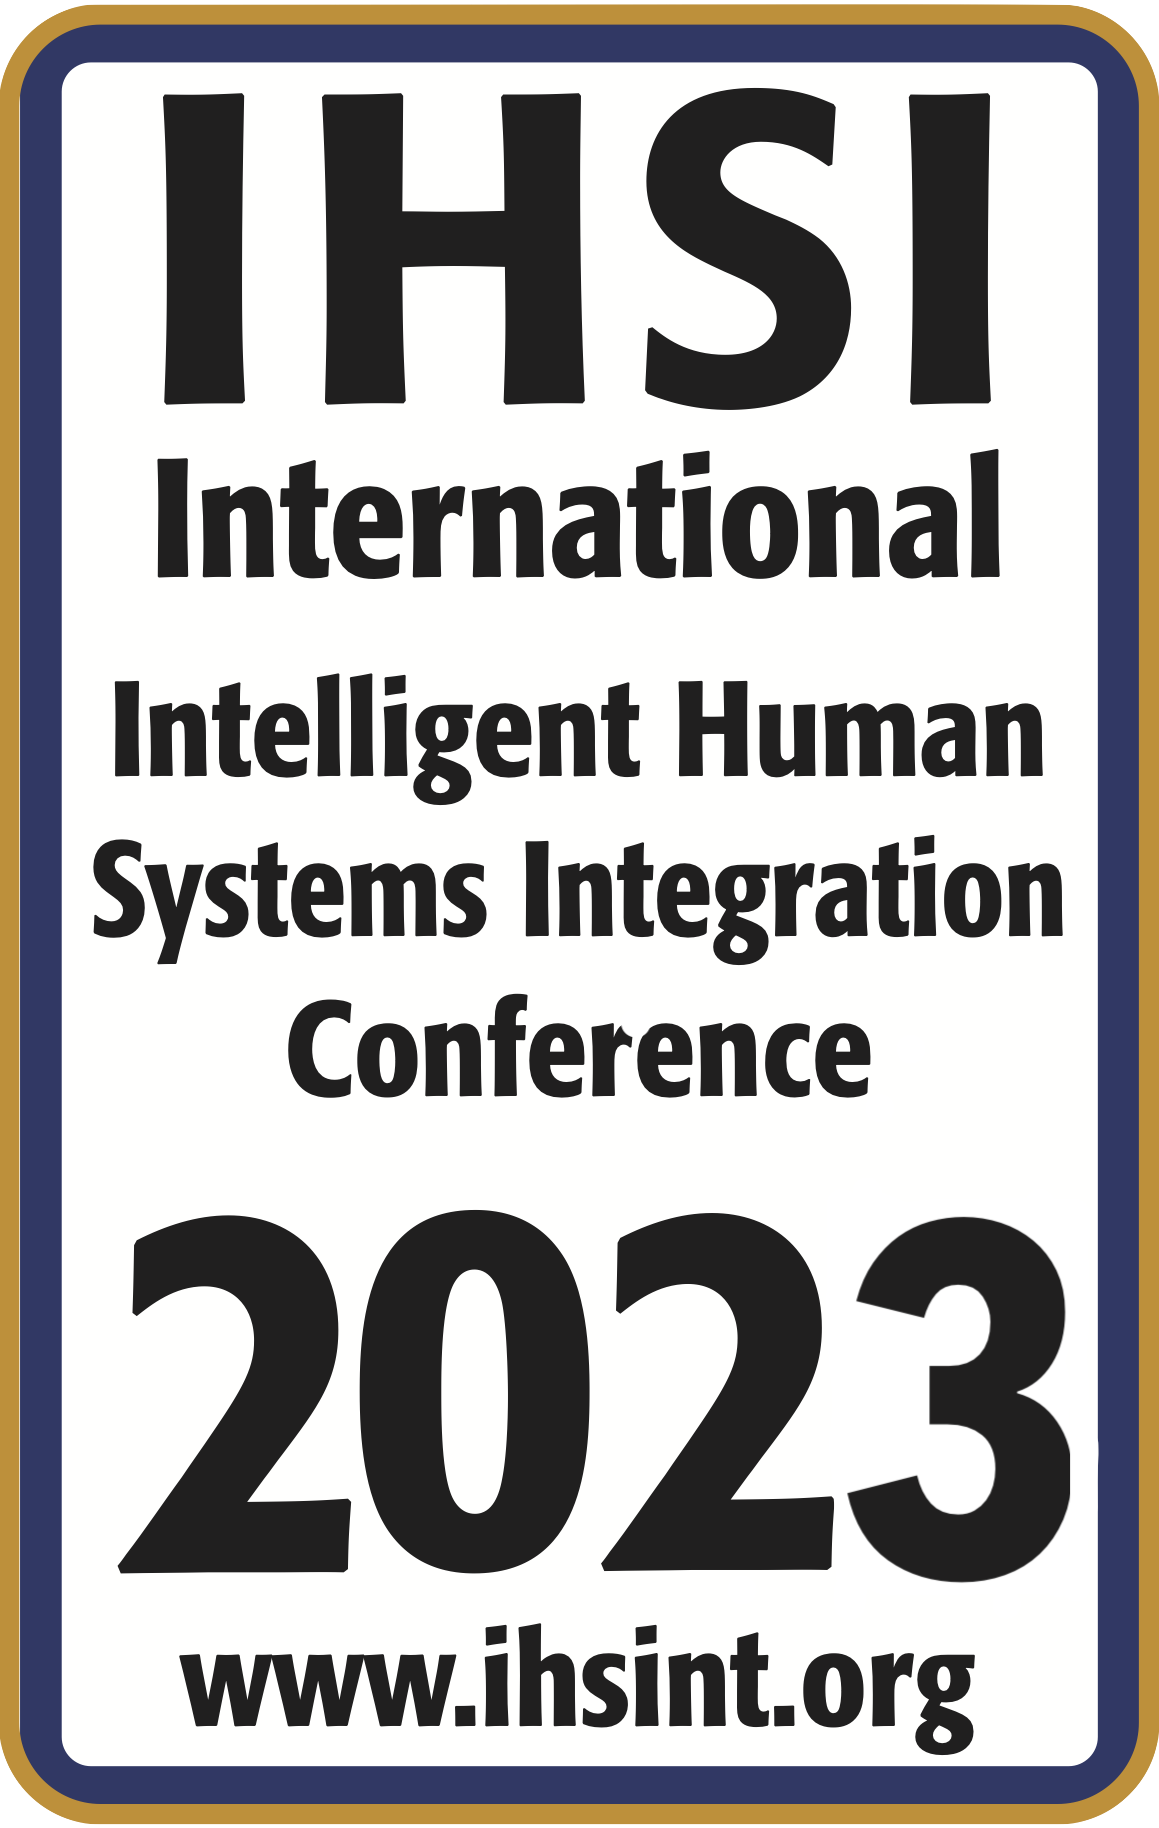 IHSI
International
Intelligent Human
Systems Integration
Conference
2023
www.ihsint.org